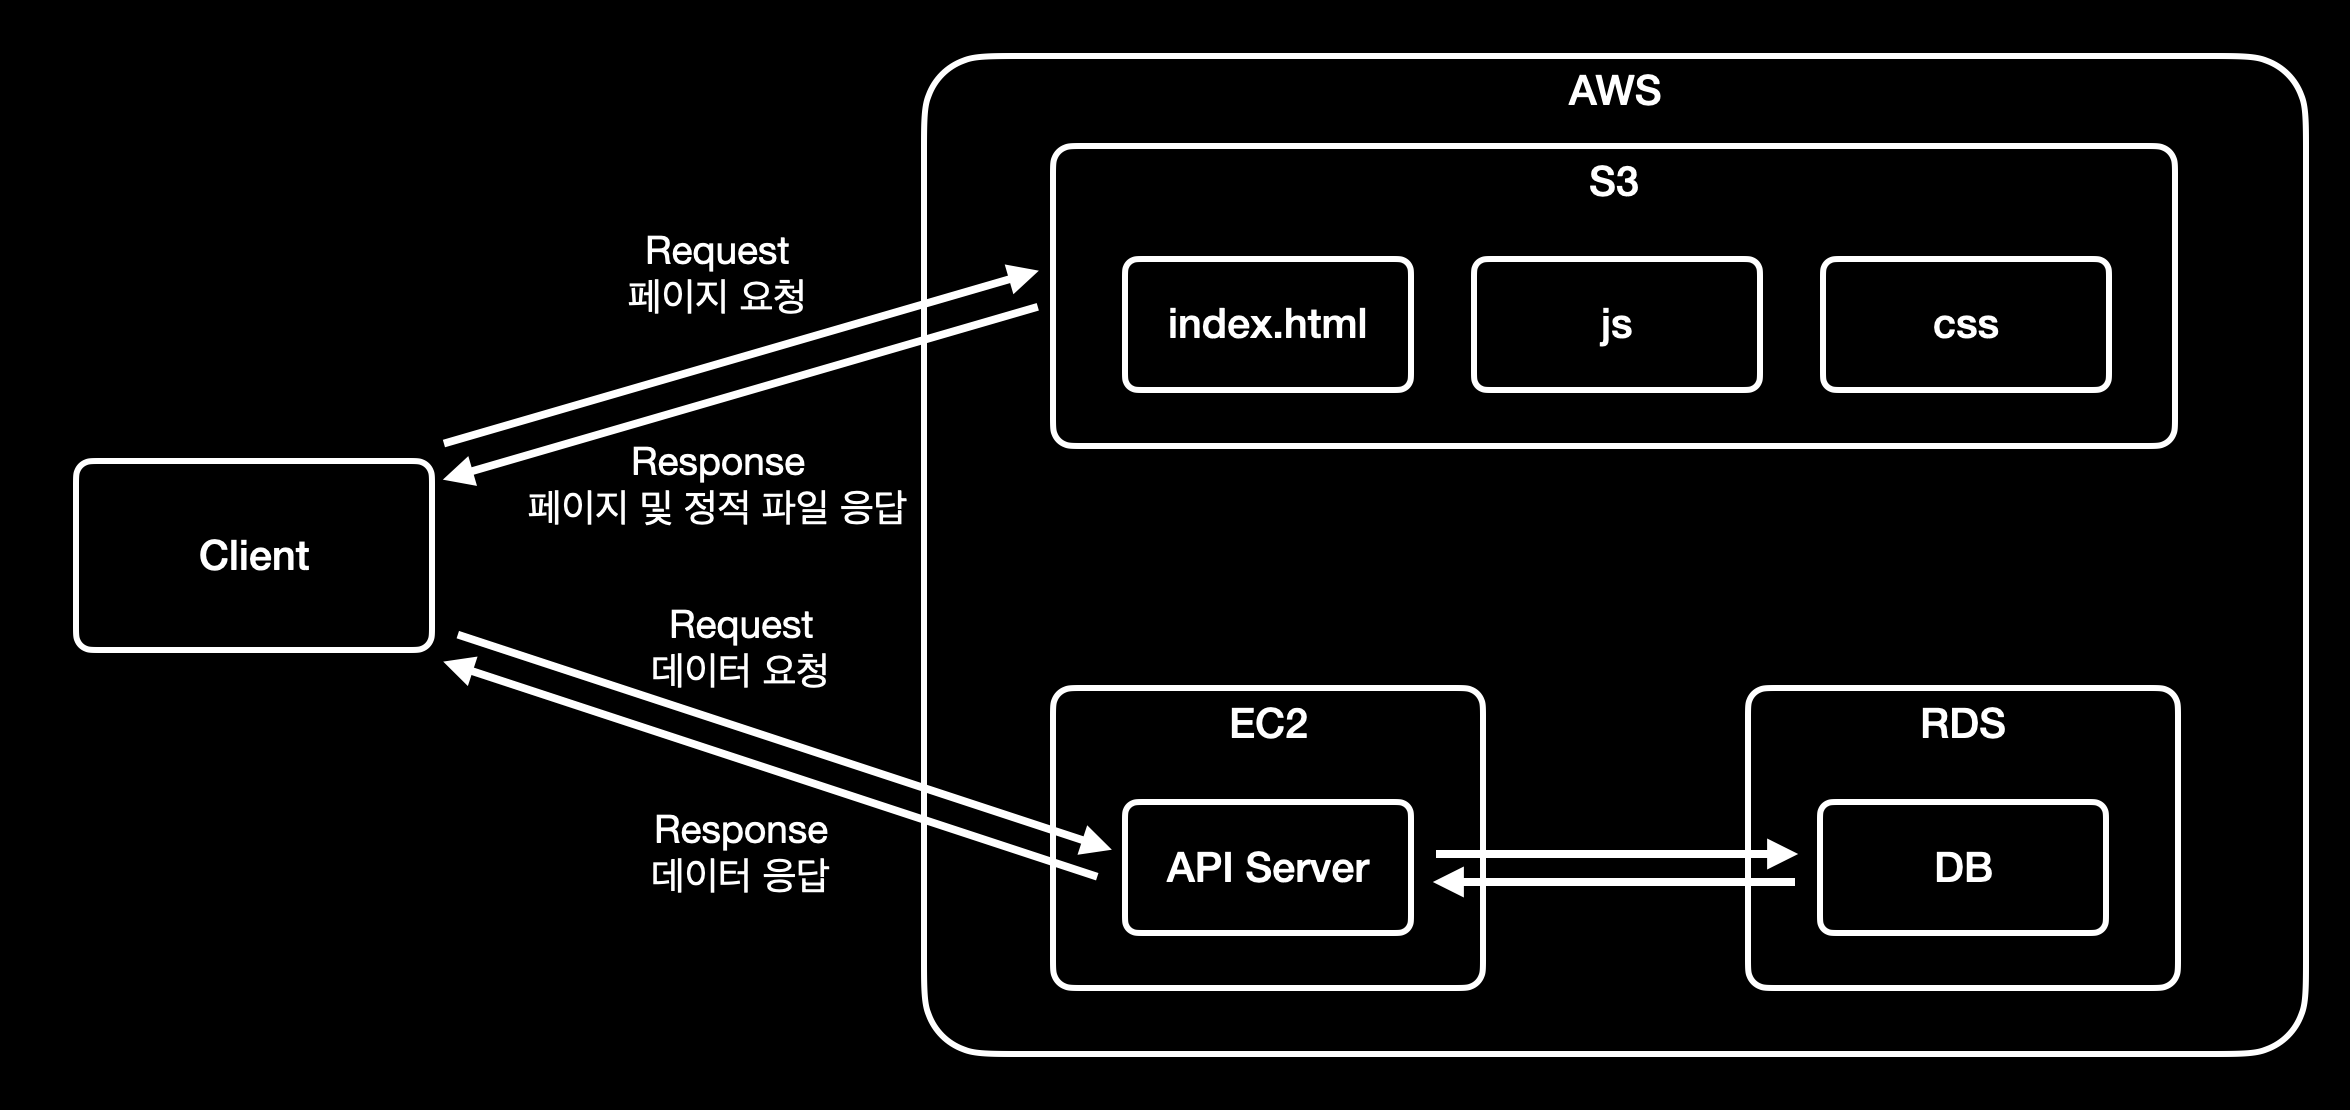 AWS
S3
index.html
js
css
Request
페이지 요청
Response
페이지 및 정적 파일 응답
Client
Request
데이터 요청
Response
데이터 응답
EC2
API Server
RDS
DB